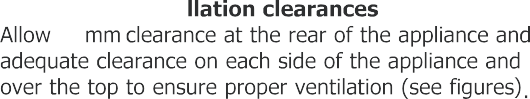 llation clearances
Allow mm clearance at the rear of the appliance and
adequate clearance on each side of the appliance and
over the top to ensure proper ventilation (see figures).